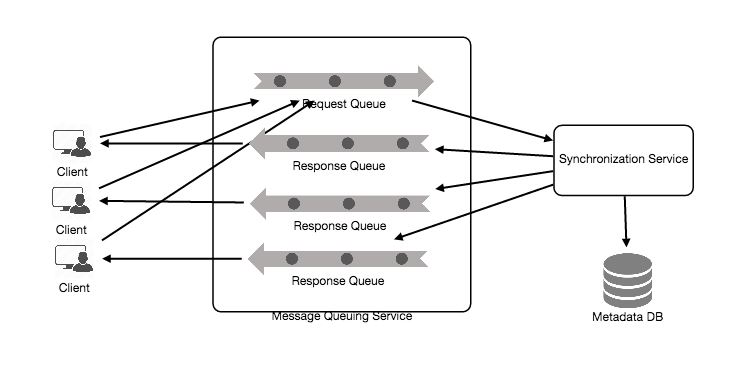 Request Queue
Response Queue
Synchronization Service
Client
Response Queue
Client
Response Queue
Client
Message Queuing Service
Metadata DB